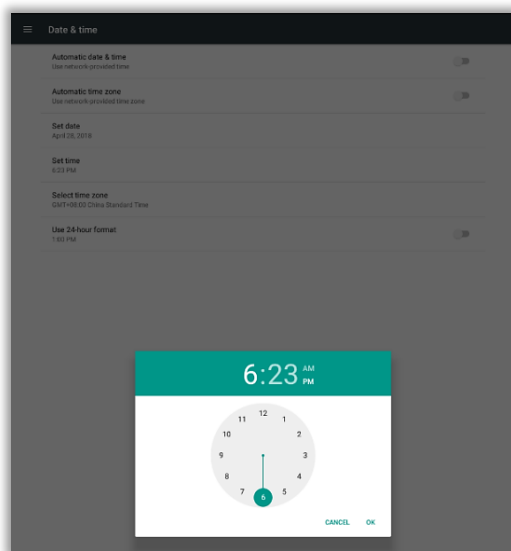 Date & time
Automatic date & time
Use network-provided time
Automatic time zone
Use network-provided time zone
Set date
April 28, 2018
Set time
6:23 PM
Select time zone
GMT+08:00 China Standard Time
Use 24-hour format
1:00 PM
6:23 AM
PM
12
11 1
10 2
9 3
8 4
7 6 5
CANCEL OK